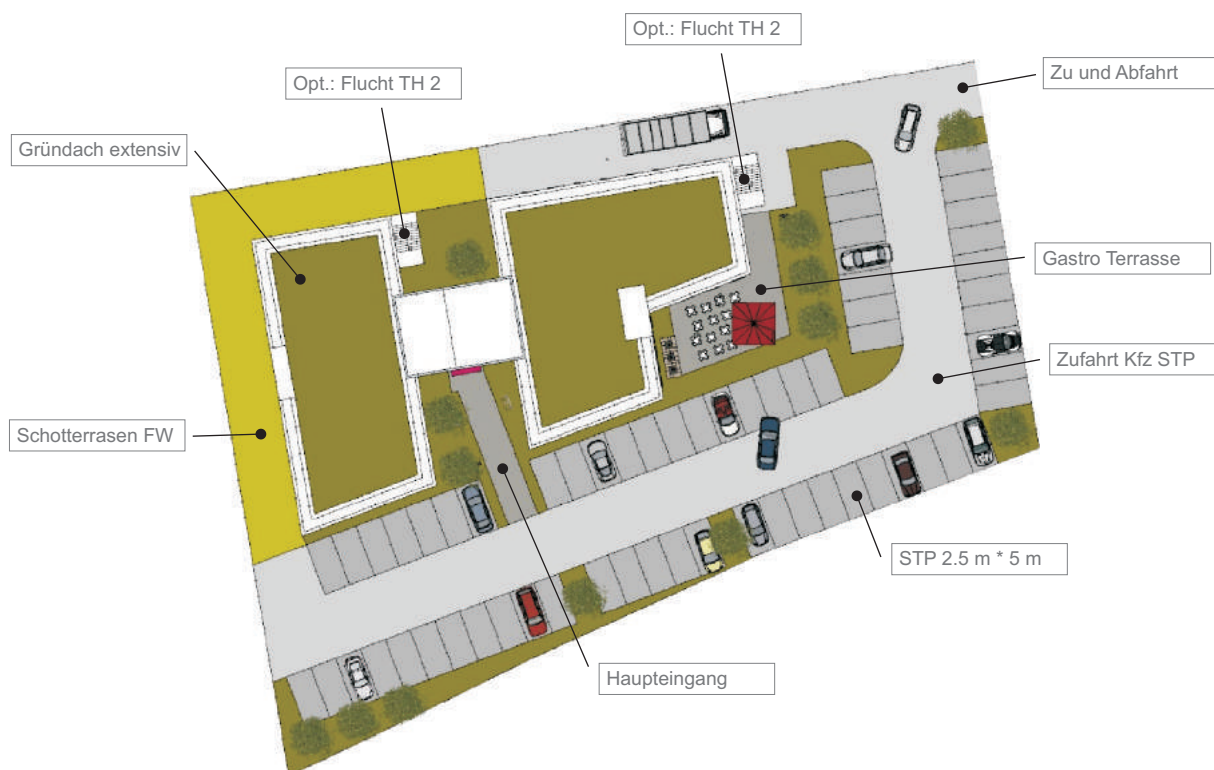 Opt.: Flucht TH 2
Opt.: Flucht TH 2
Zu und Abfahrt
Gründach extensiv
Gastro Terrasse
Zufahrt Kfz STP
Schotterrasen FW
STP 2.5 m * 5 m
Haupteingang